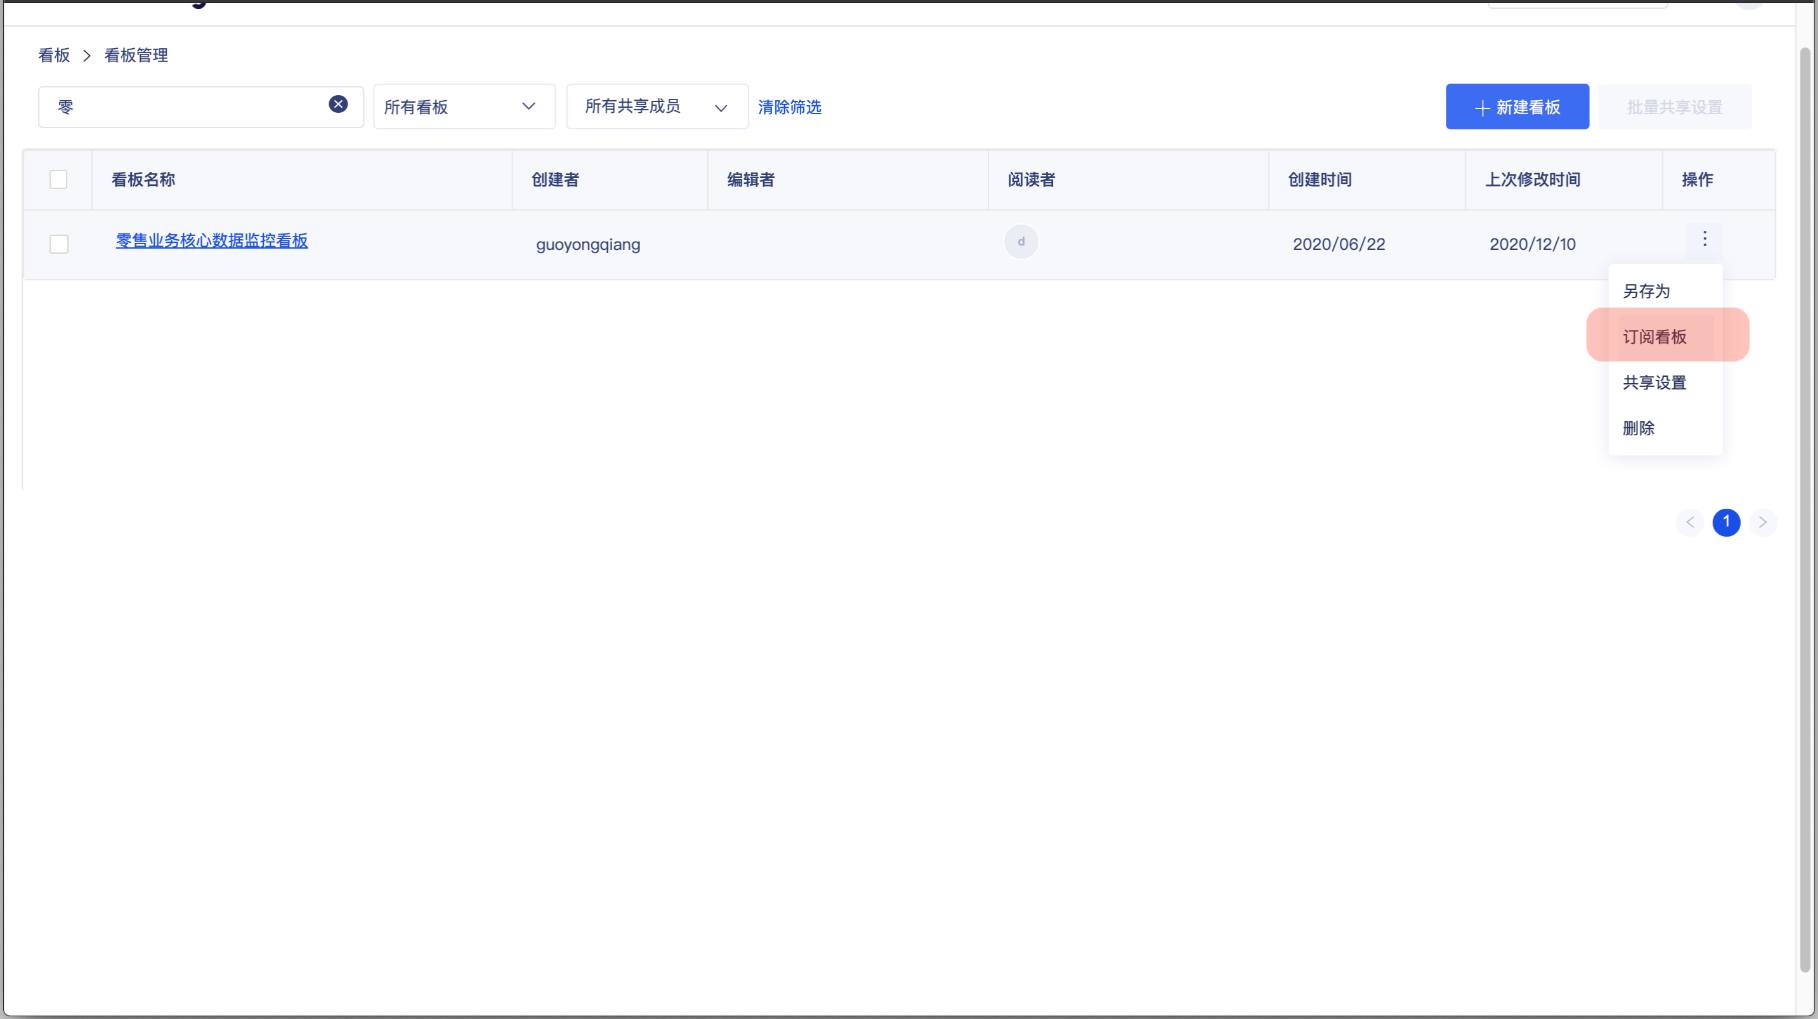 看板 > 看板管理
零
所有看板
所有共享成员
清除筛选
+ 新建看板
批量共享设置
看板名称
创建者
编辑者
阅读者
创建时间
上次修改时间
操作
零售业务核心数据监控看板
guoyongqiang
d
2020/06/22
2020/12/10
另存为
订阅看板
共享设置
删除
1